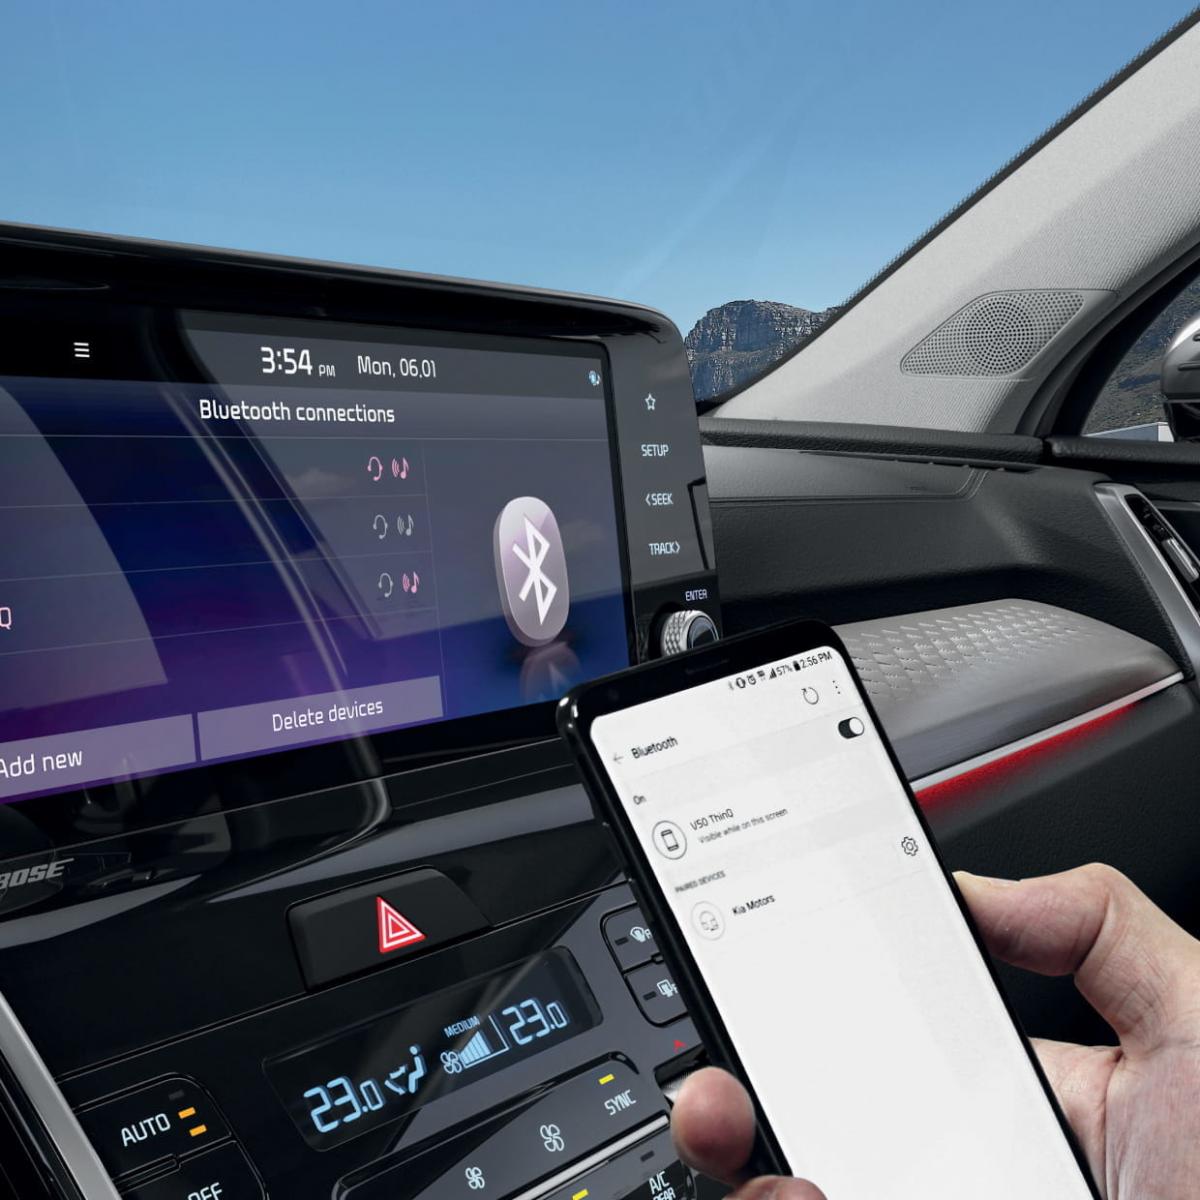 3:54 PM Mon, 06,01
Bluetooth connections
Q
Add new
Delete devices
SETUP
<SEEK
TRACK>
ENTER
BOSE
57% 2:56 PM
Bluetooth
On
V50 ThinQ
Visible while on this screen
PAIRED DEVICES
Kia Motors
MEDIUM
23.0
23.0
AUTO
SYNC
OFF
A/C
REAR